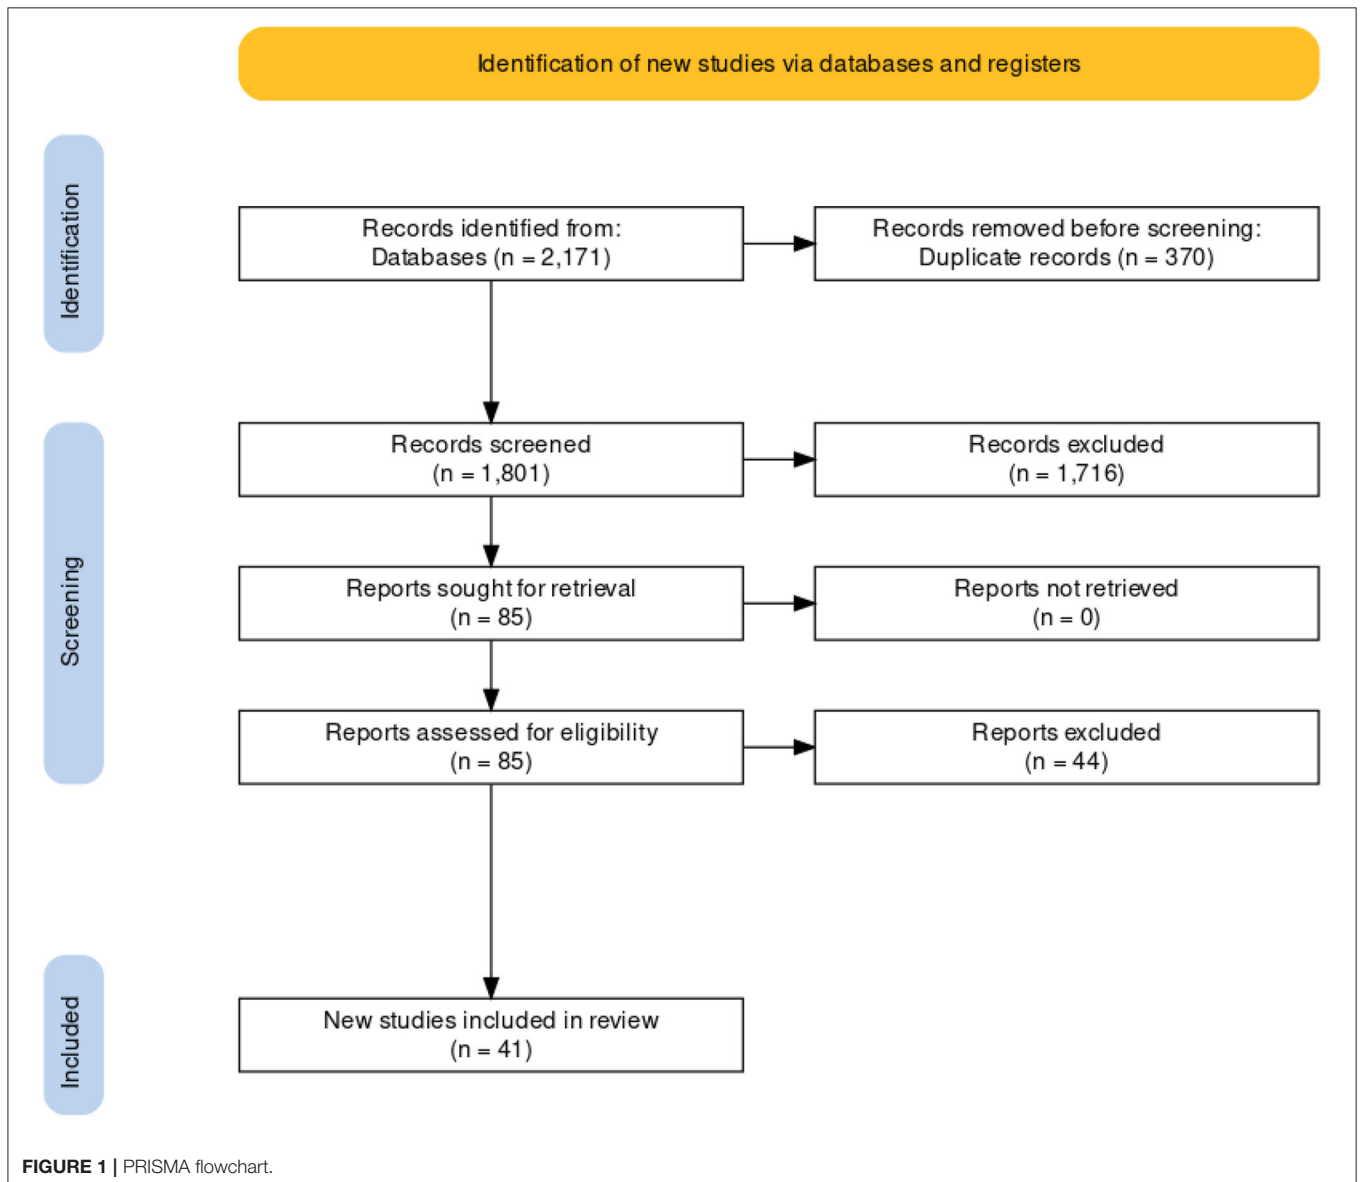 Identification of new studies via databases and registers
Identification
Records identified from:
Databases (n = 2,171)
Records removed before screening:
Duplicate records (n = 370)
Screening
Records screened
(n = 1,801)
Records excluded
(n = 1,716)
Reports sought for retrieval
(n = 85)
Reports not retrieved
(n = 0)
Reports assessed for eligibility
(n = 85)
Reports excluded
(n = 44)
Included
New studies included in review
(n = 41)
FIGURE 1 | PRISMA flowchart.